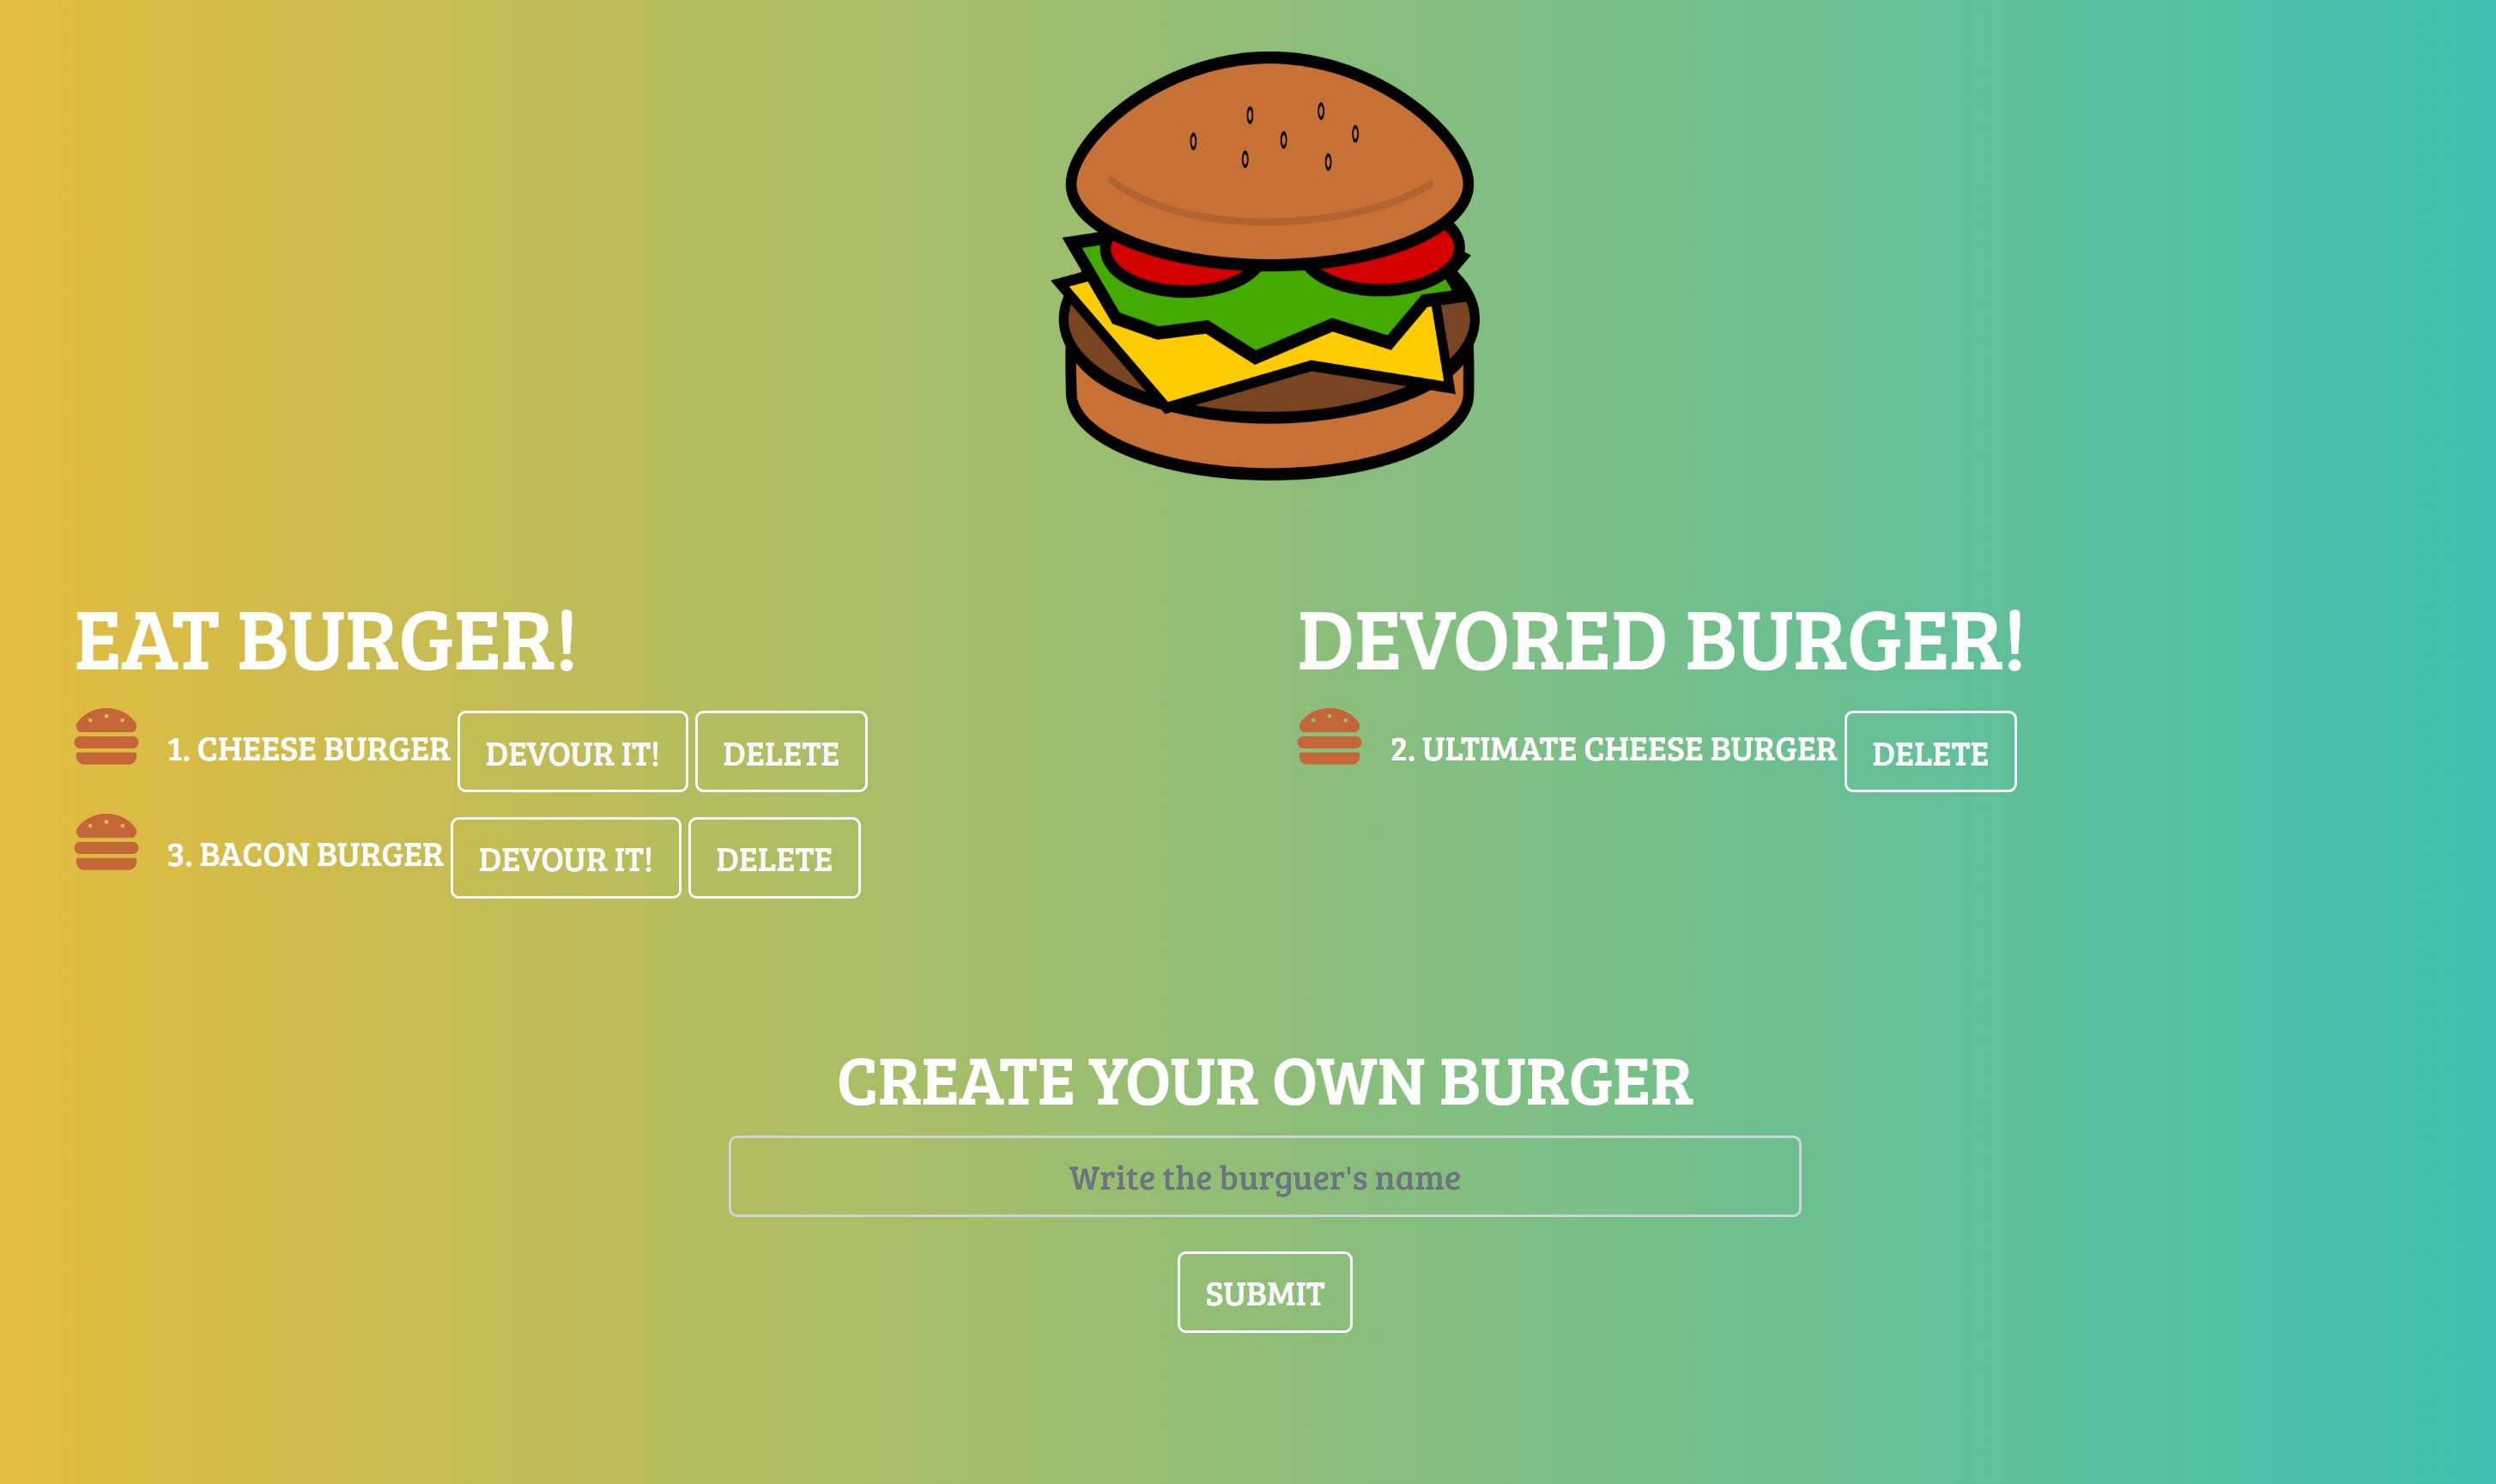 EAT BURGER!
1. CHEESE BURGER DEVOUR IT! DELETE
3. BACON BURGER DEVOUR IT! DELETE
DEVORED BURGER!
2. ULTIMATE CHEESE BURGER DELETE
CREATE YOUR OWN BURGER
Write the burguer's name
SUBMIT